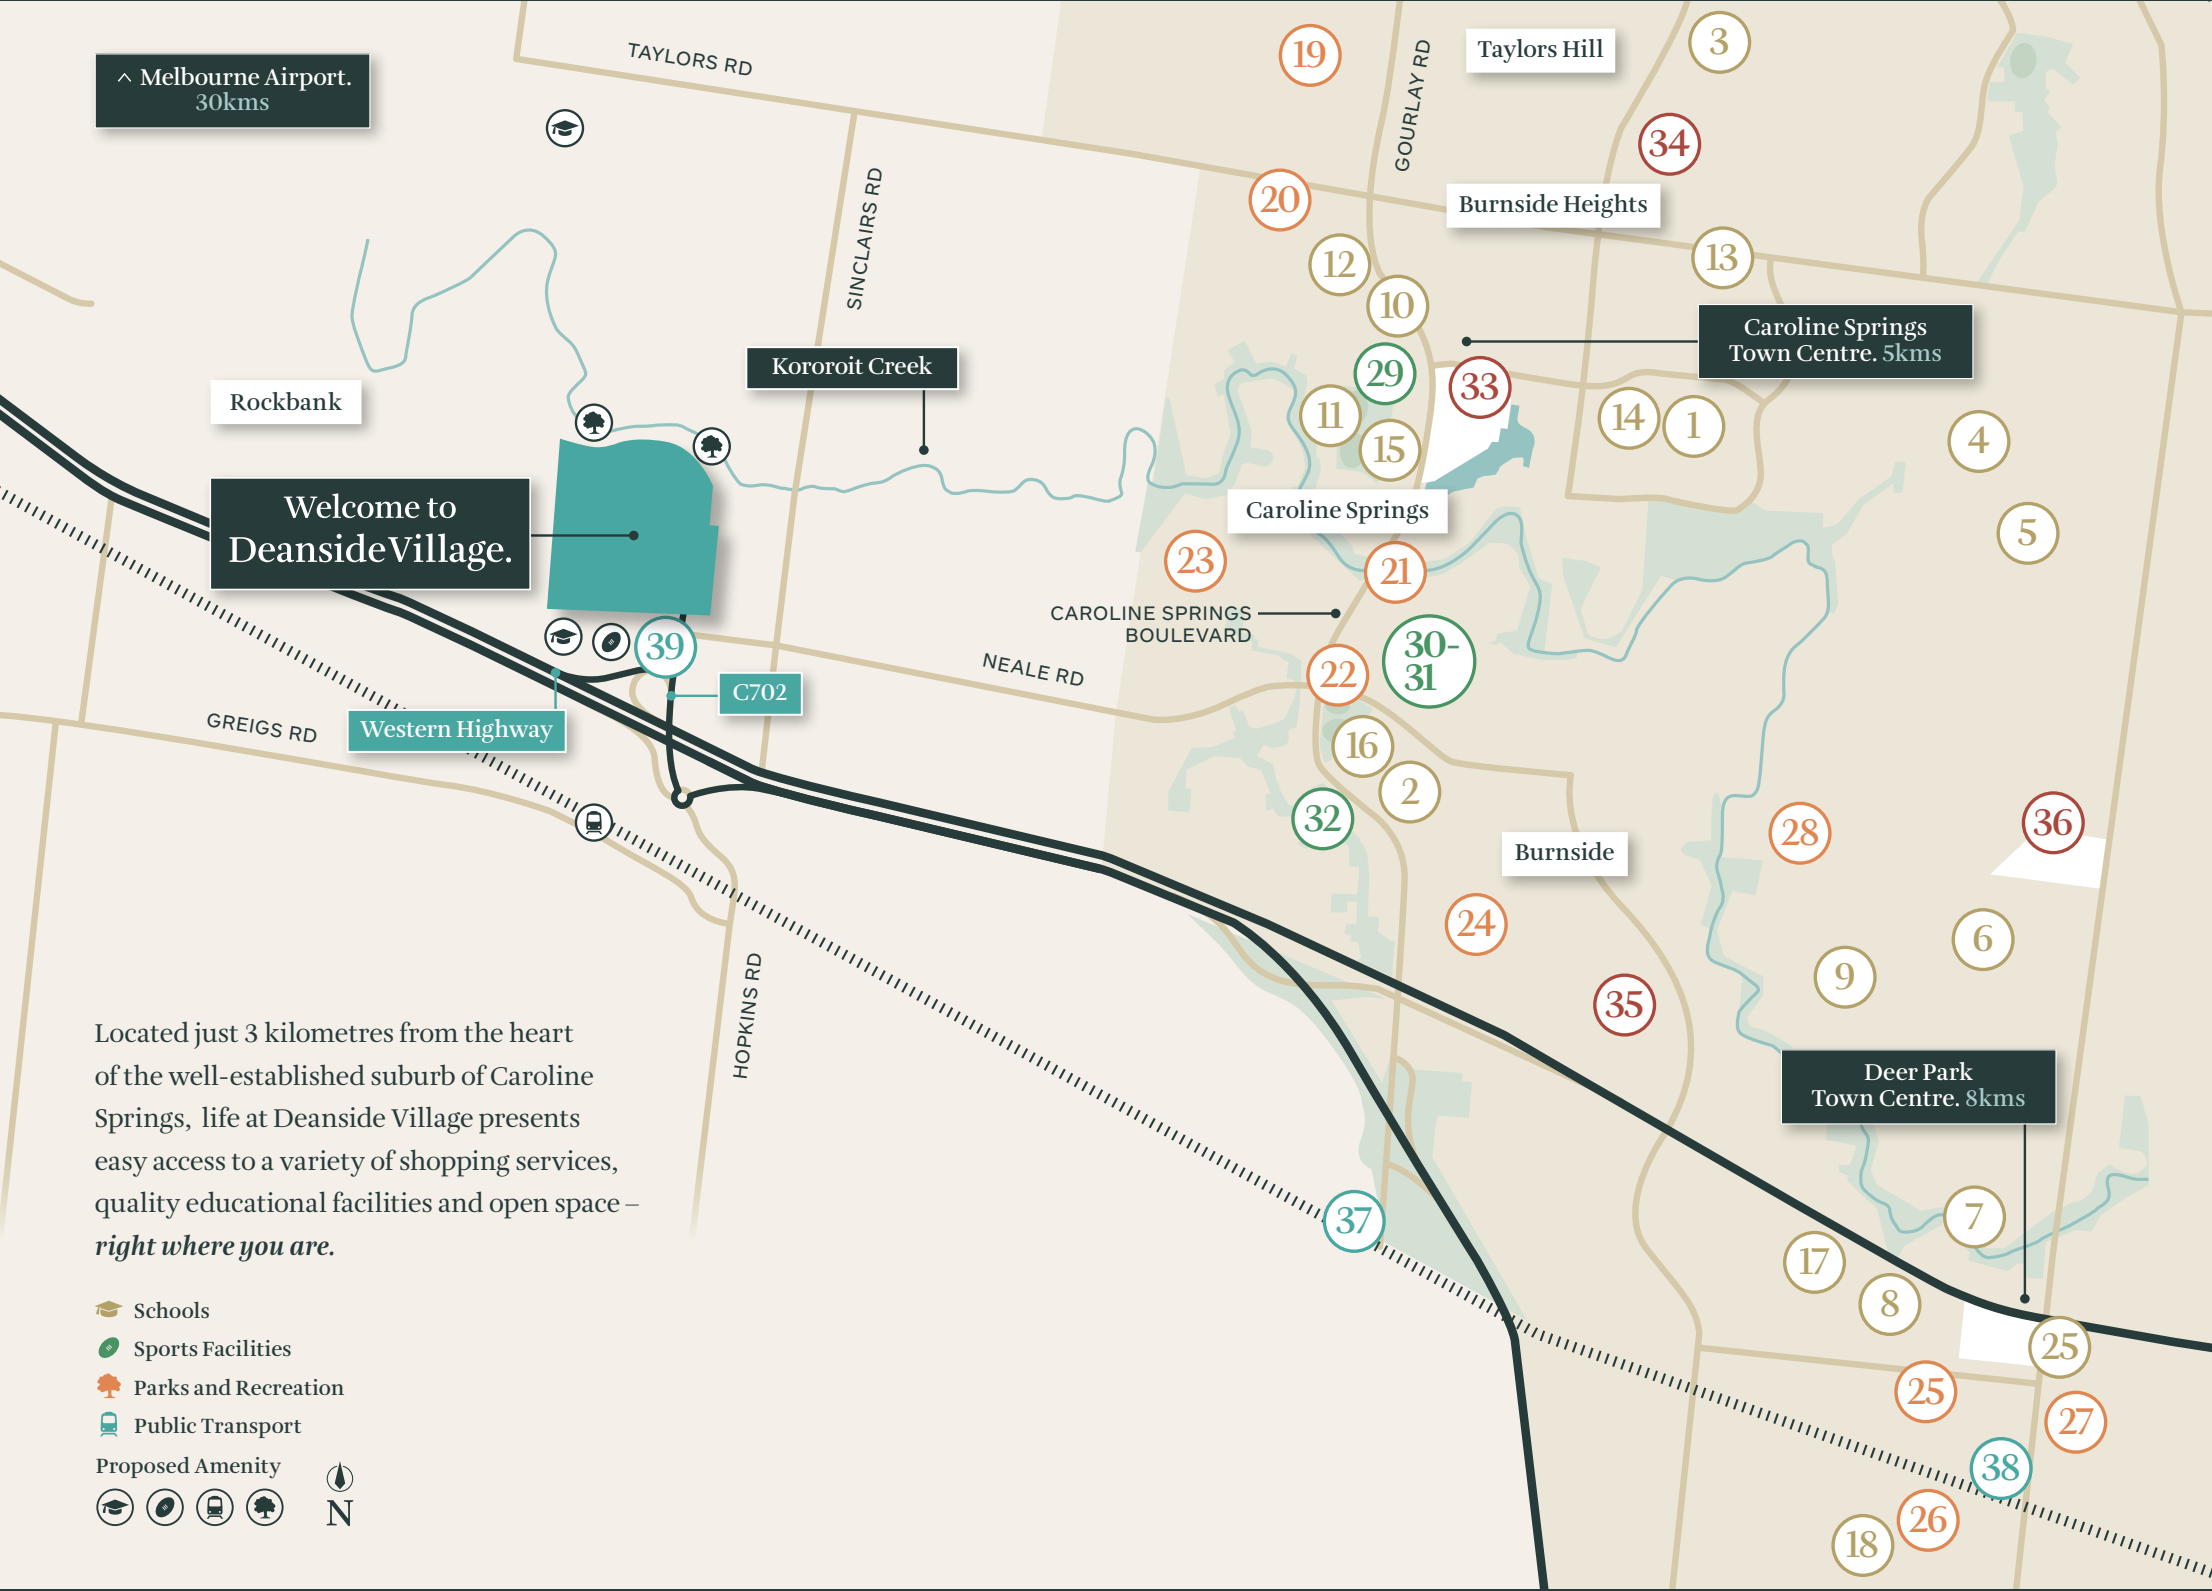 TAYLORS RD
19
GOURLAY RD
Taylors Hill
3
^ Melbourne Airport.
30kms
34
SINCLAIRS RD
20
Burnside Heights
12
13
10
Caroline Springs
Town Centre. 5kms
Kororoit Creek
29
33
Rockbank
11
14
1
15
4
Welcome to
Deanside Village.
Caroline Springs
5
23
21
CAROLINE SPRINGS
BOULEVARD
39
30-
31
NEALE RD
22
C702
GREIGS RD
Western Highway
16
2
32
28
36
Burnside
24
6
9
35
HOPKINS RD
Located just 3 kilometres from the heart
of the well-established suburb of Caroline
Springs, life at Deanside Village presents
easy access to a variety of shopping services,
quality educational facilities and open space –
right where you are.
Deer Park
Town Centre. 8kms
37
7
17
8
25
25
27
38
26
18
Schools
Sports Facilities
Parks and Recreation
Public Transport
Proposed Amenity
N